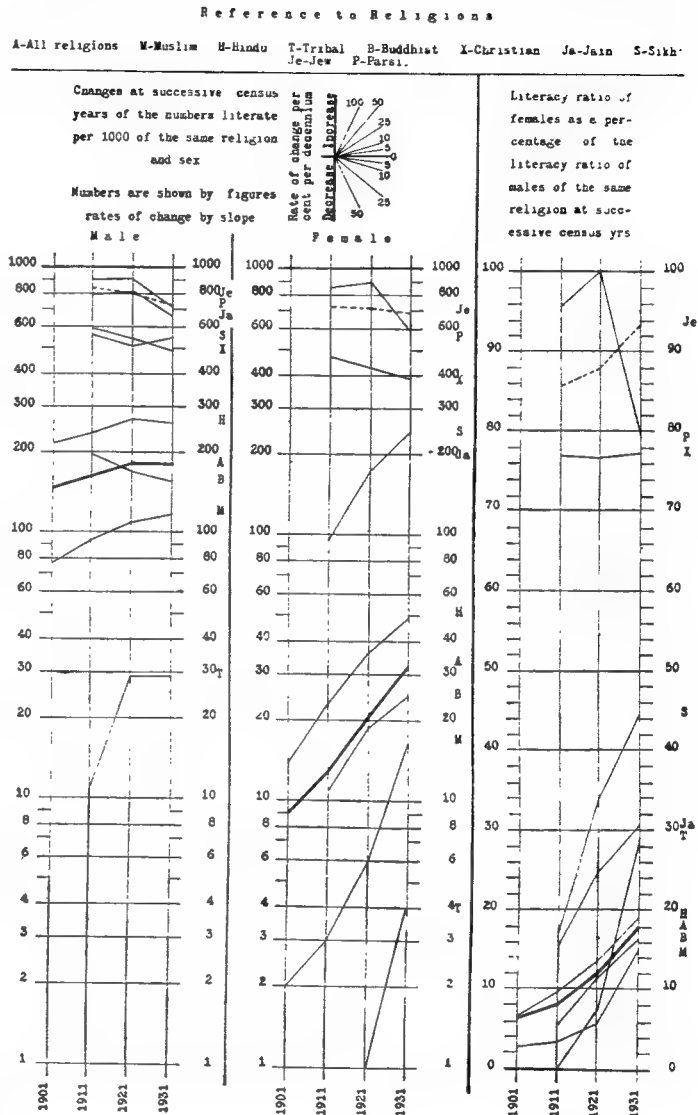 Reference to Religions
A-All religions M-Muslim H-Hindu T-Tribal B-Buddhist X-Christian Ja-Jain S-Sikh
Je-Jew P-Parsi.
Changes at successive census
years of the numbers literate
per 1000 of the same religion
and sex
Numbers are shown by figures
rates of change by slope
Rate of change per
cent per decennium
Decrease Increase
100 50
25
10
5
0
5
10
25
50
Literacy ratio of
females as a per-
centage of the
literacy ratio of
males of the same
religion at succ-
essive census yrs
Male
1000 1000
800 800 Je
P
Ja
600 600 S
X
400 400
300 300 H
200 200 A
B
M
100 100
80 80
60 60
40 40
30 30 T
20 20
10 10
8 8
6 6
4 4
3 3
2 2
1 1
1901 1911 1921 1931
Female
1000 1000
800 800
Je
600 600 P
400 400 X
300 300
S
200 200 Ja
100 100
80 80
60 60
H
40 40
A
30 30
B
20 20
M
10 10
8 8
6 6
4 4 T
3 3
2 2
1 1
1901 1911 1921 1931
100 100
Je
90 90
80 80 P
X
70 70
60 60
50 50
S
40 40
30 30 Ja
T
20 20 H
A
B
M
10 10
0 0
1901 1911 1921 1931